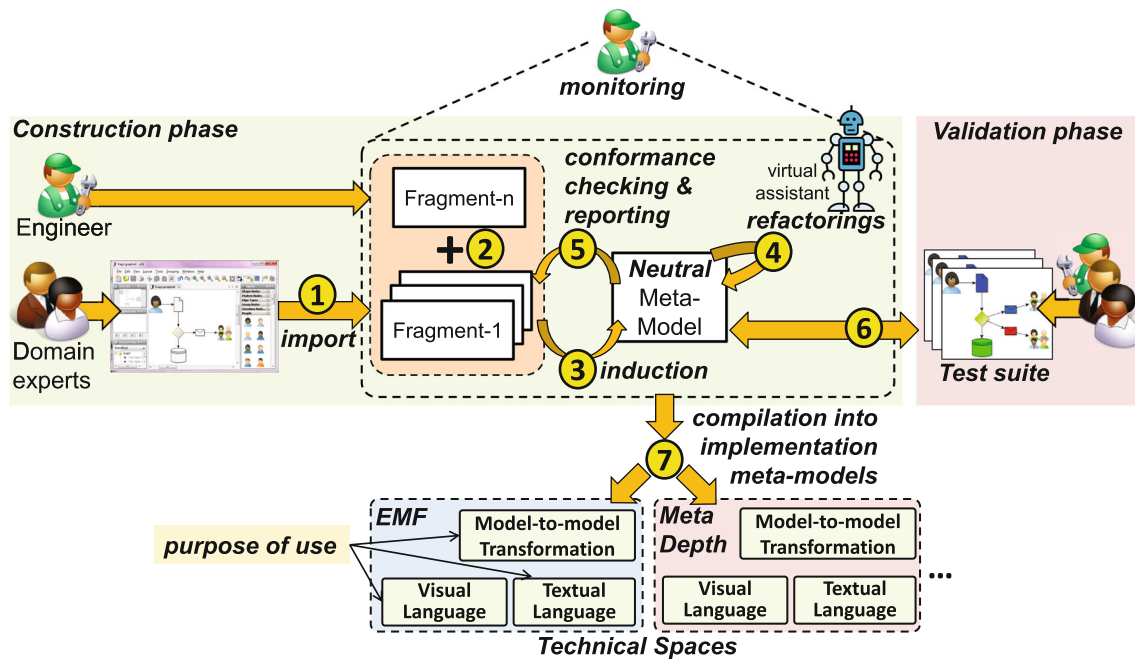 monitoring
Construction phase
Validation phase
conformance
checking &
reporting
virtual
assistant
refactorings
Engineer
Fragment-n
+ 2
5
4
Neutral
Meta-
Model
1
import
Fragment-1
3
induction
6
Domain
experts
Test suite
compilation into
implementation
meta-models
7
EMF
Model-to-model
Transformation
Visual
Language
Textual
Language
Meta
Depth
Model-to-model
Transformation
Visual
Language
Textual
Language
...
purpose of use
Technical Spaces